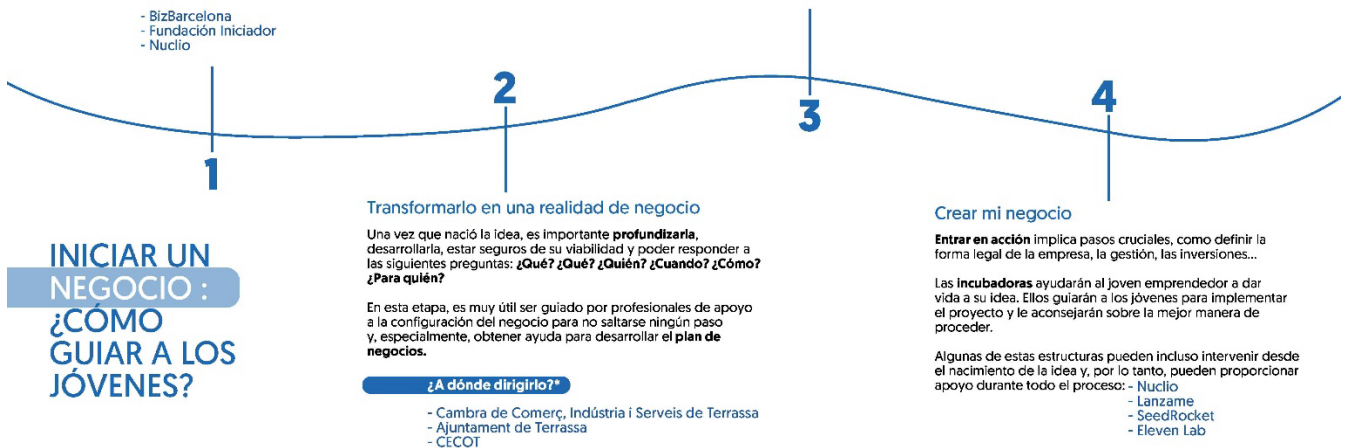 - BizBarcelona
- Fundación Iniciador
- Nuclio
1
INICIAR UN
NEGOCIO :
¿CÓMO
GUIAR A LOS
JÓVENES?
2
Transformarlo en una realidad de negocio
Una vez que nació la idea, es importante profundizarla,
desarrollarla, estar seguros de su viabilidad y poder responder a
las siguientes preguntas: ¿Qué? ¿Qué? ¿Quién? ¿Cuando? ¿Cómo?
¿Para quién?
En esta etapa, es muy útil ser guiado por profesionales de apoyo
a la configuración del negocio para no saltarse ningún paso
y, especialmente, obtener ayuda para desarrollar el plan de
negocios.
¿A dónde dirigirlo?*
- Cambra de Comerç, Indústria i Serveis de Terrassa
- Ajuntament de Terrassa
- CECOT
3
4
Crear mi negocio
Entrar en acción implica pasos cruciales, como definir la
forma legal de la empresa, la gestión, las inversiones...
Las incubadoras ayudarán al joven emprendedor a dar
vida a su idea. Ellos guiarán a los jóvenes para implementar
el proyecto y le aconsejarán sobre la mejor manera de
proceder.
Algunas de estas estructuras pueden incluso intervenir desde
el nacimiento de la idea y, por lo tanto, pueden proporcionar
apoyo durante todo el proceso: - Nuclio
- Lanzame
- SeedRocket
- Eleven Lab